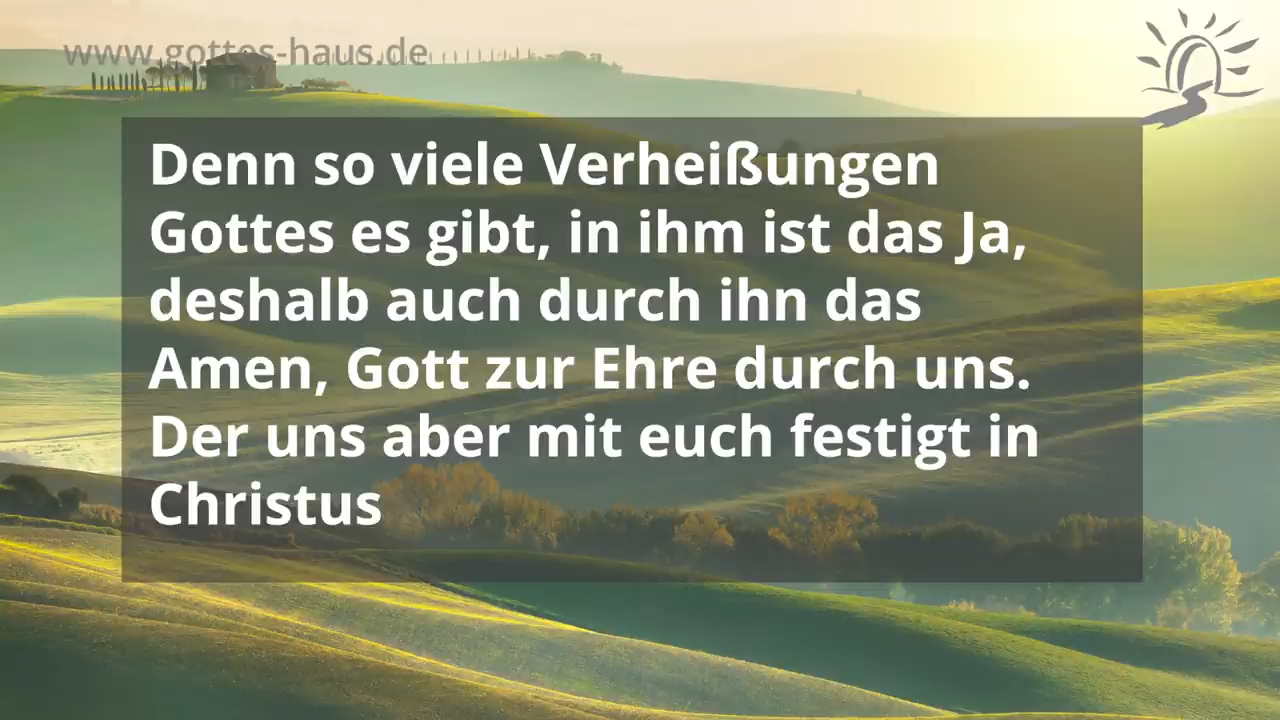 www.gottes-haus.de
Denn so viele Verheißungen
Gottes es gibt, in ihm ist das Ja,
deshalb auch durch ihn das
Amen, Gott zur Ehre durch uns.
Der uns aber mit euch festigt in
Christus